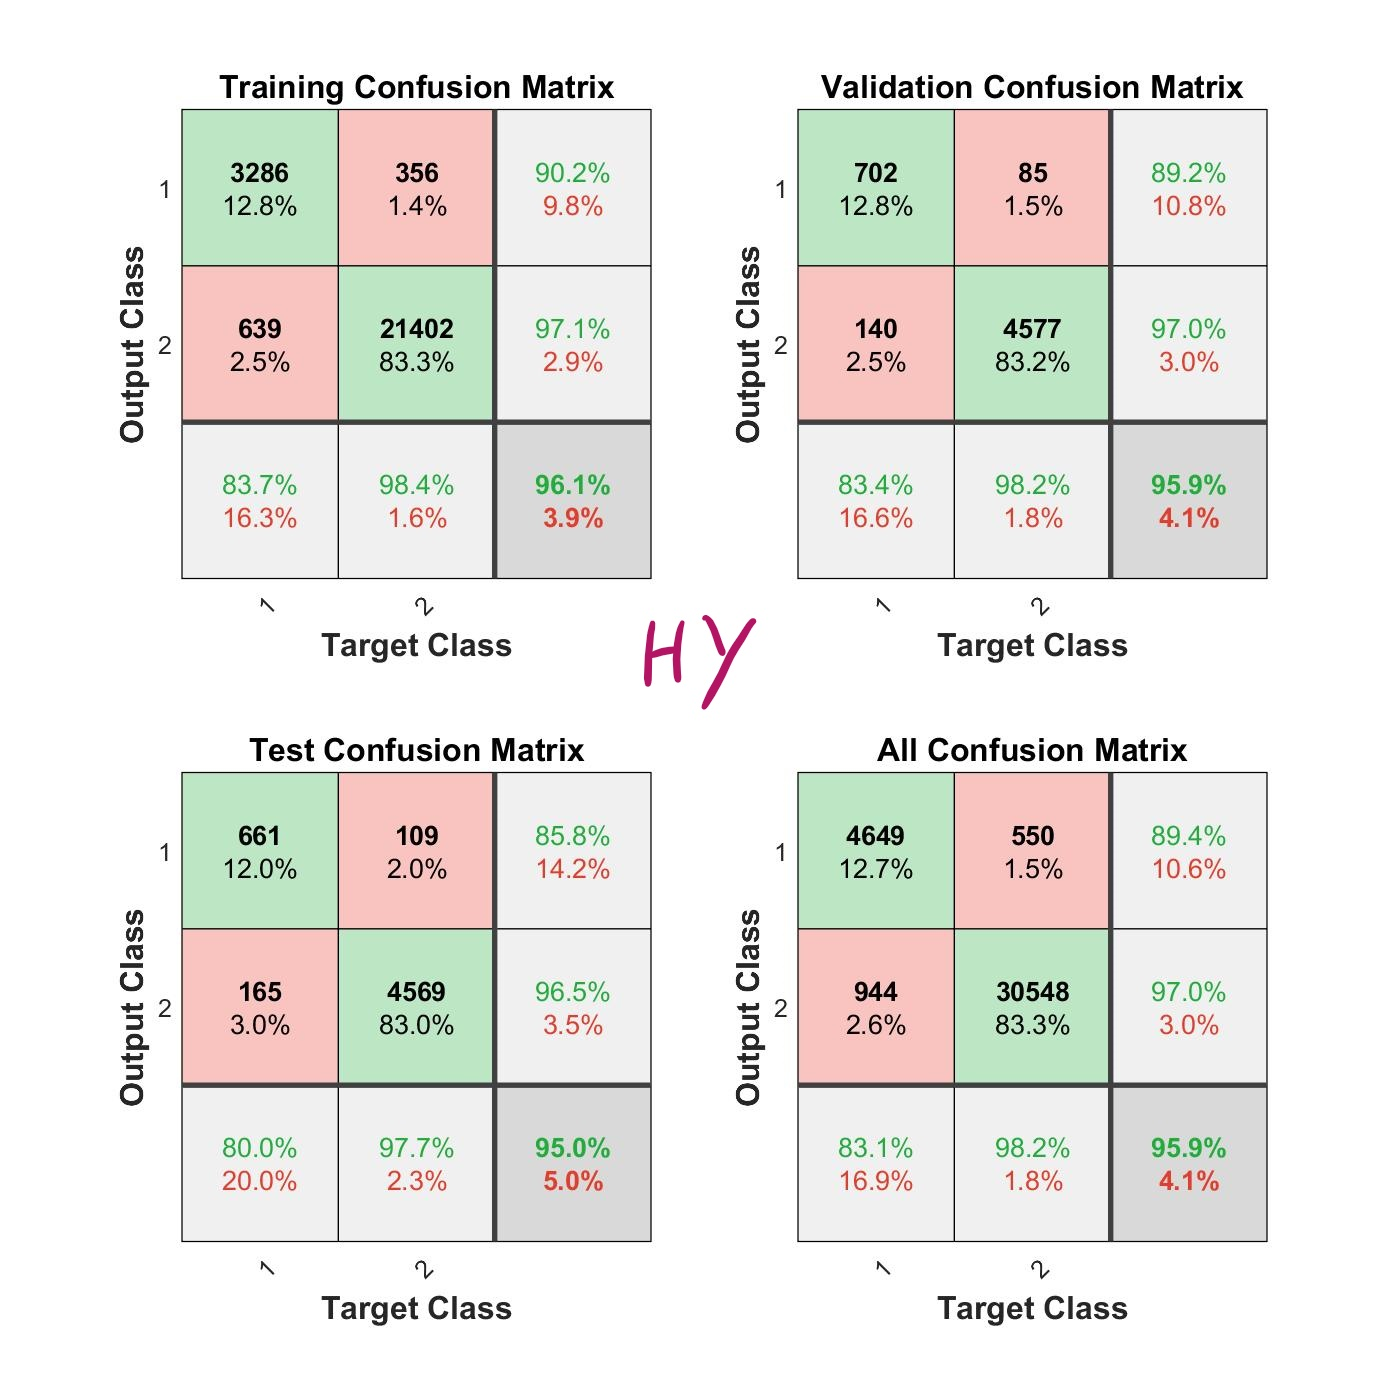 Training Confusion Matrix
3286 356 90.2%
12.8% 1.4% 9.8%
1
639 21402 97.1%
2.5% 83.3% 2.9%
2
83.7% 98.4% 96.1%
16.3% 1.6% 3.9%
1 2
Output Class
Target Class
Validation Confusion Matrix
702 85 89.2%
12.8% 1.5% 10.8%
1
140 4577 97.0%
2.5% 83.2% 3.0%
2
83.4% 98.2% 95.9%
16.6% 1.8% 4.1%
1 2
Output Class
Target Class
HY
Test Confusion Matrix
661 109 85.8%
12.0% 2.0% 14.2%
1
165 4569 96.5%
3.0% 83.0% 3.5%
2
80.0% 97.7% 95.0%
20.0% 2.3% 5.0%
1 2
Output Class
Target Class
All Confusion Matrix
4649 550 89.4%
12.7% 1.5% 10.6%
1
944 30548 97.0%
2.6% 83.3% 3.0%
2
83.1% 98.2% 95.9%
16.9% 1.8% 4.1%
1 2
Output Class
Target Class